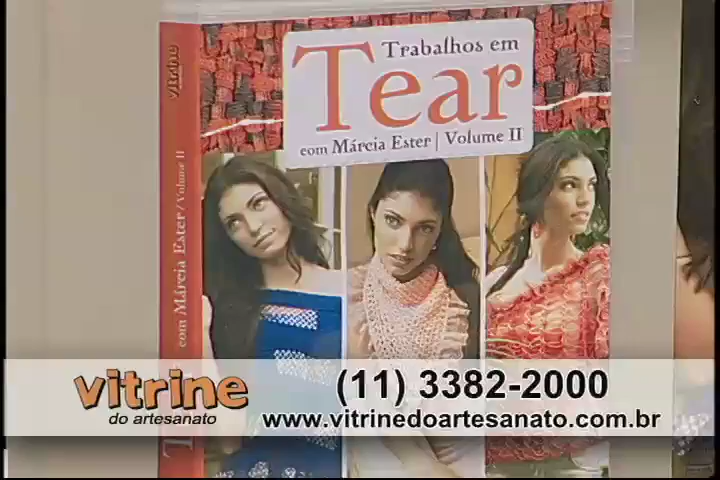 Trabalhos em
Tear
com Márcia Ester | Volume II
vitrine
com Márcia Ester / Volume II
T
vitrine
do artesanato
(11) 3382-2000
www.vitrinedoartesanato.com.br